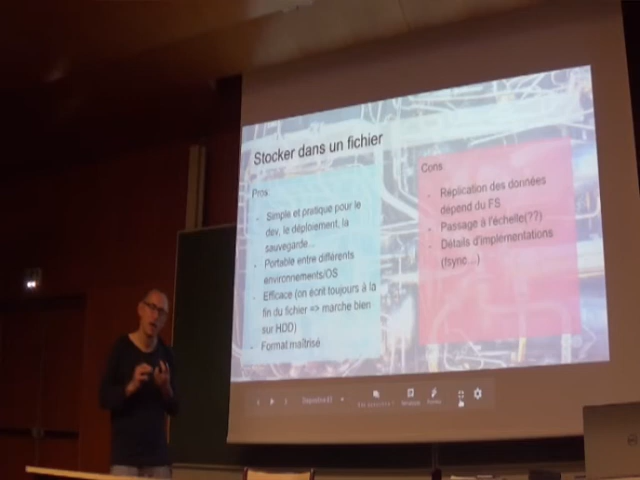 Stocker dans un fichier
Pros:
- Simple et pratique pour le
dev, le déploiement, la
sauvegarde...
- Portable entre différents
environnements/OS
- Efficace (on écrit toujours à la
fin du fichier => marche bien
sur HDD)
- Format maîtrisé
Cons:
- Réplication des données
dépend du FS
- Passage à l'échelle(??)
- Détails d'implémentations
(fsync...)